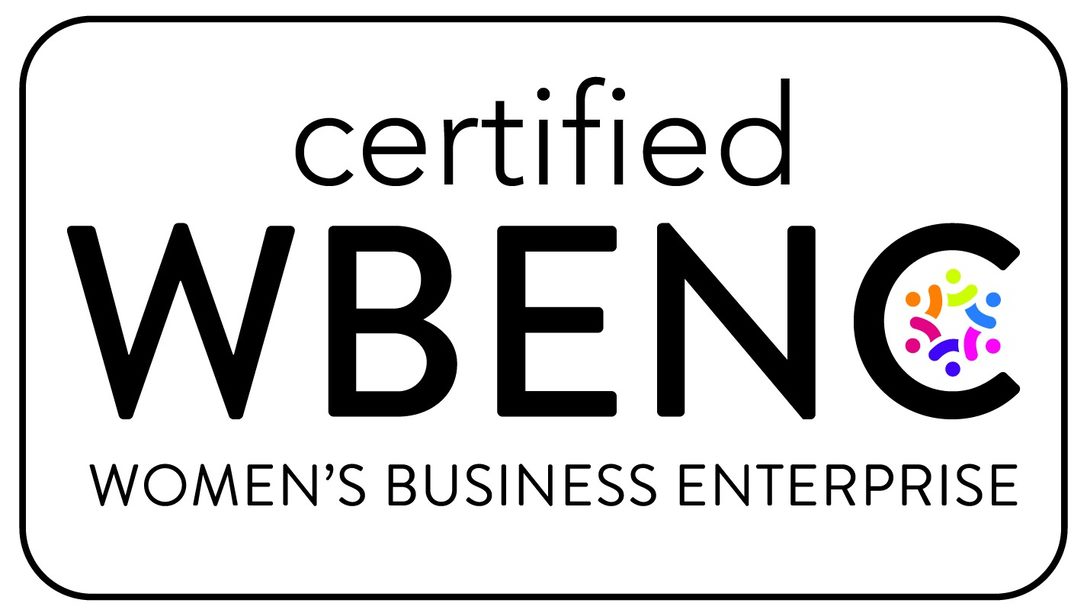 certified
WBENC
WOMEN’S BUSINESS ENTERPRISE